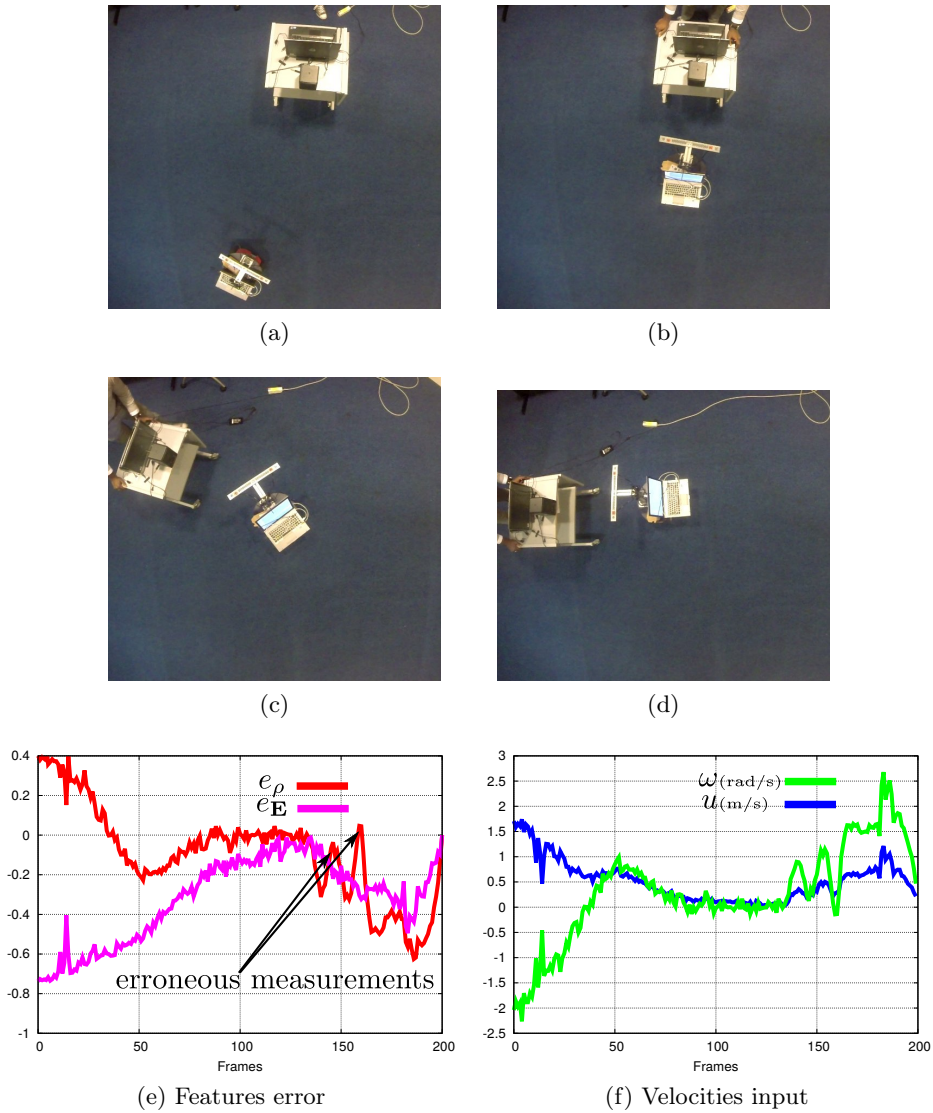 (a)
(b)
(c)
(d)
0.4
0.2
0
-0.2
-0.4
-0.6
-0.8
-1
e_ρ
e_E
erroneous measurements
0 50 100 150 200
Frames
(e) Features error
3
2.5
2
1.5
1
0.5
0
-0.5
-1
-1.5
-2
-2.5
ω(rad/s)
u(m/s)
0 50 100 150 200
Frames
(f) Velocities input